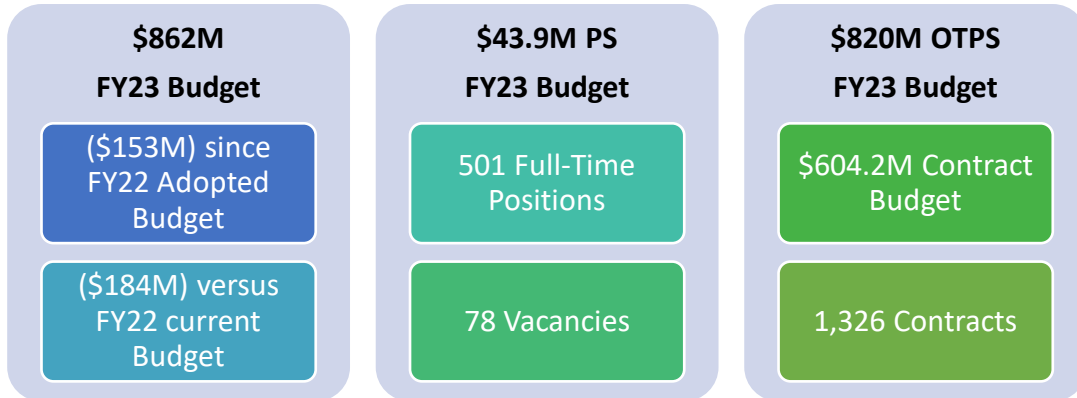 $862M
FY23 Budget
($153M) since
FY22 Adopted
Budget
($184M) versus
FY22 current
Budget
$43.9M PS
FY23 Budget
501 Full-Time
Positions
78 Vacancies
$820M OTPS
FY23 Budget
$604.2M Contract
Budget
1,326 Contracts